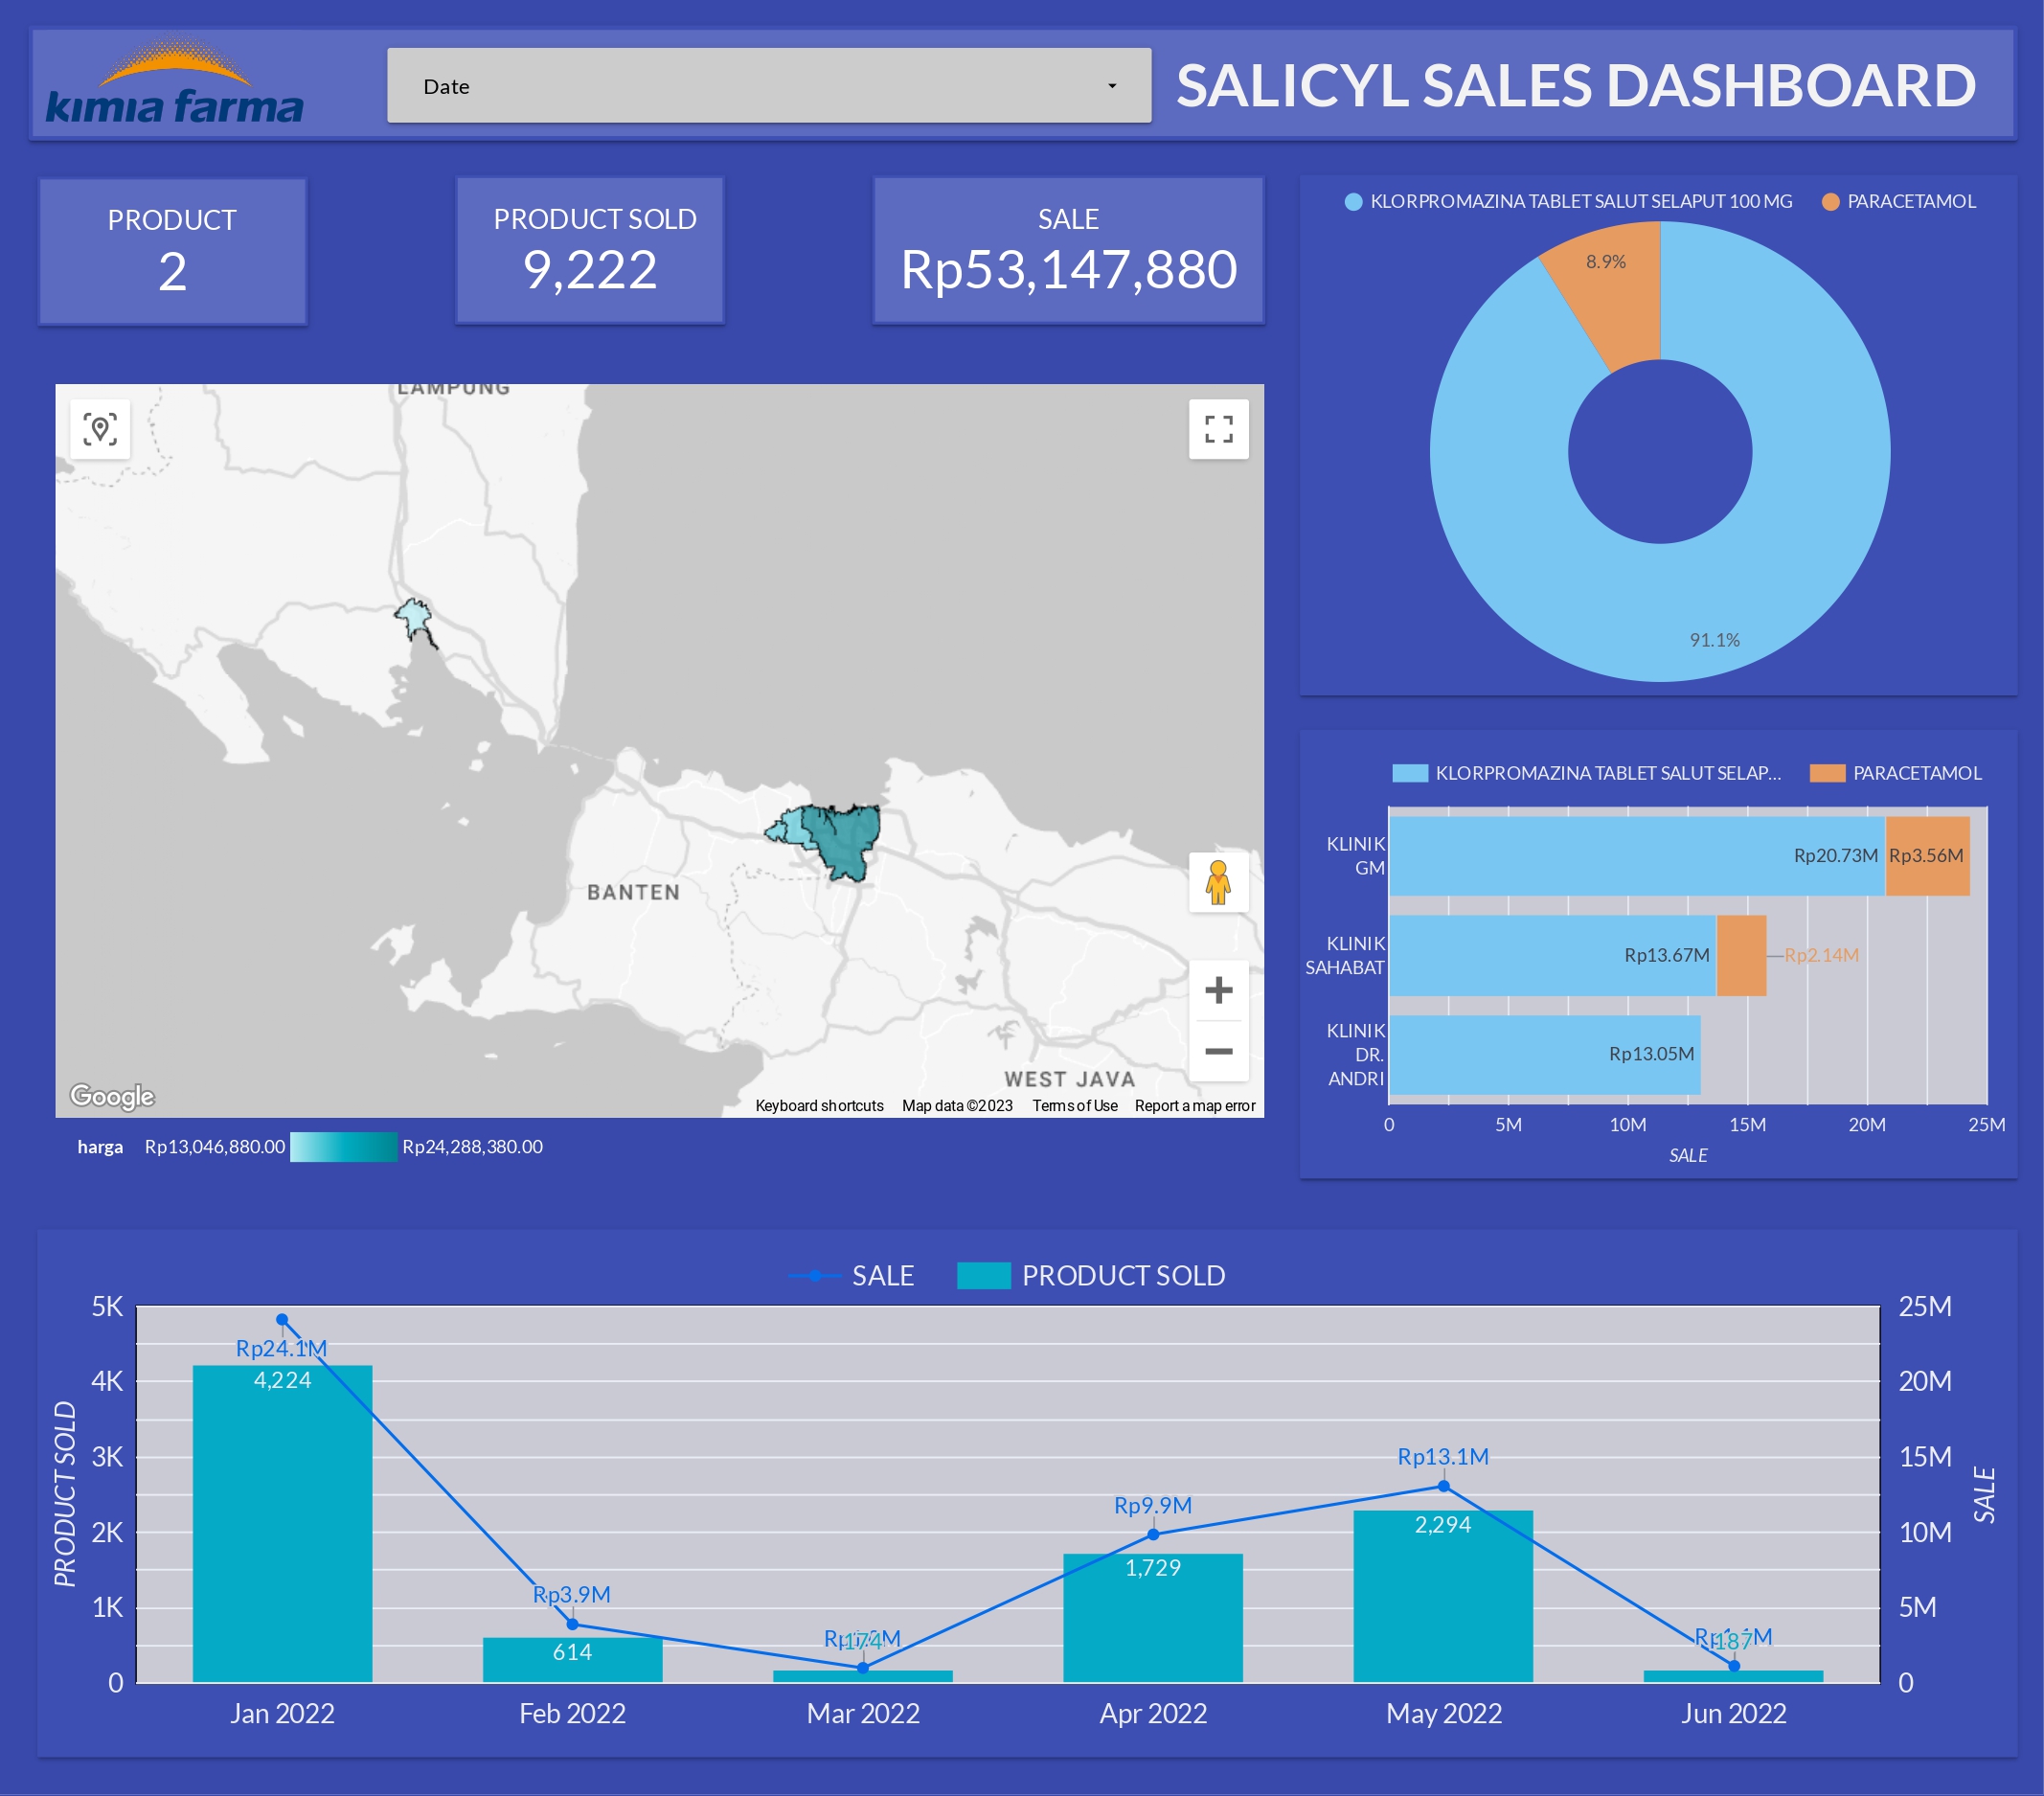 kimia farma
Date
SALICYL SALES DASHBOARD
PRODUCT
2
PRODUCT SOLD
9,222
SALE
Rp53,147,880
KLORPROMAZINA TABLET SALUT SELAPUT 100 MG
PARACETAMOL
8.9%
91.1%
LAMPUNG
BANTEN
WEST JAVA
Google
Keyboard shortcuts
Map data ©2023
Terms of Use
Report a map error
harga
Rp13,046,880.00
Rp24,288,380.00
KLORPROMAZINA TABLET SALUT SELAP...
PARACETAMOL
KLINIK
GM
Rp20.73M
Rp3.56M
KLINIK
SAHABAT
Rp13.67M
Rp2.14M
KLINIK
DR.
ANDRI
Rp13.05M
0
5M
10M
15M
20M
25M
SALE
SALE
PRODUCT SOLD
PRODUCT SOLD
5K
4K
3K
2K
1K
0
Rp24.1M
4,224
Rp3.9M
614
174
Rp9.9M
1,729
Rp13.1M
2,294
187
25M
20M
15M
10M
5M
0
SALE
Jan 2022
Feb 2022
Mar 2022
Apr 2022
May 2022
Jun 2022